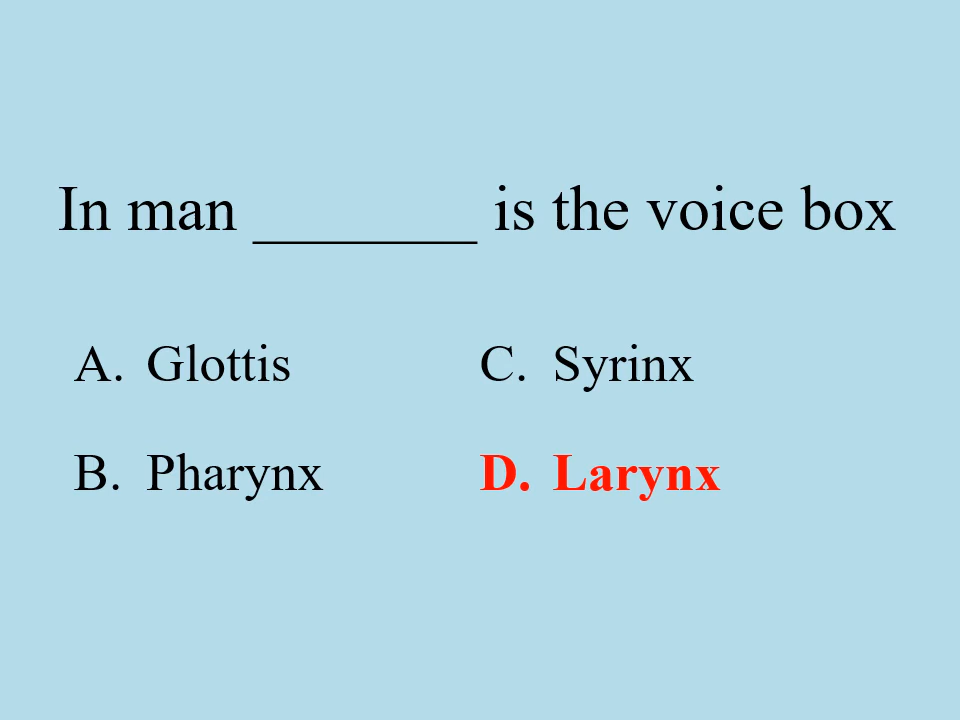 In man _______ is the voice box
A. Glottis
B. Pharynx
C. Syrinx
D. Larynx